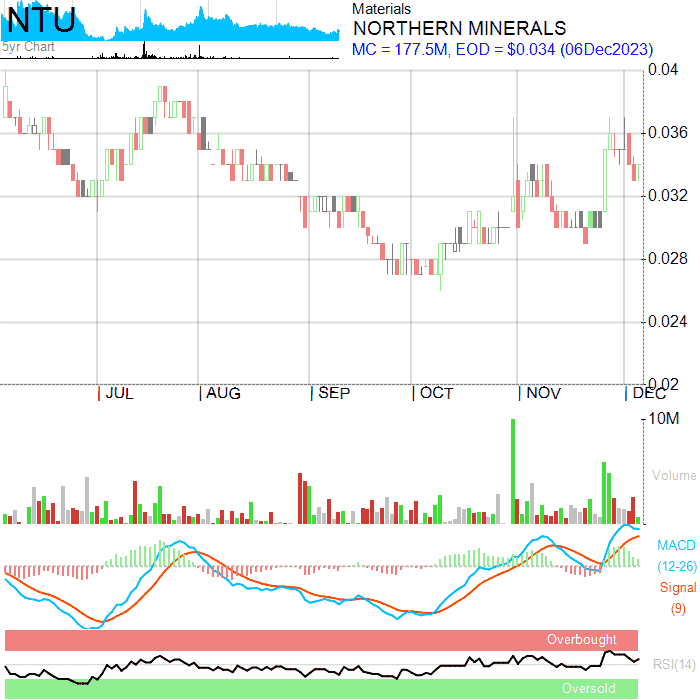 NTU
5yr Chart
Materials
NORTHERN MINERALS
MC = 177.5M, EOD = $0.034 (06Dec2023)
0.04
0.036
0.032
0.028
0.024
0.02
JUL AUG SEP OCT NOV DEC
10M
Volume
MACD
(12-26)
Signal
(9)
Overbought
RSI(14)
Oversold